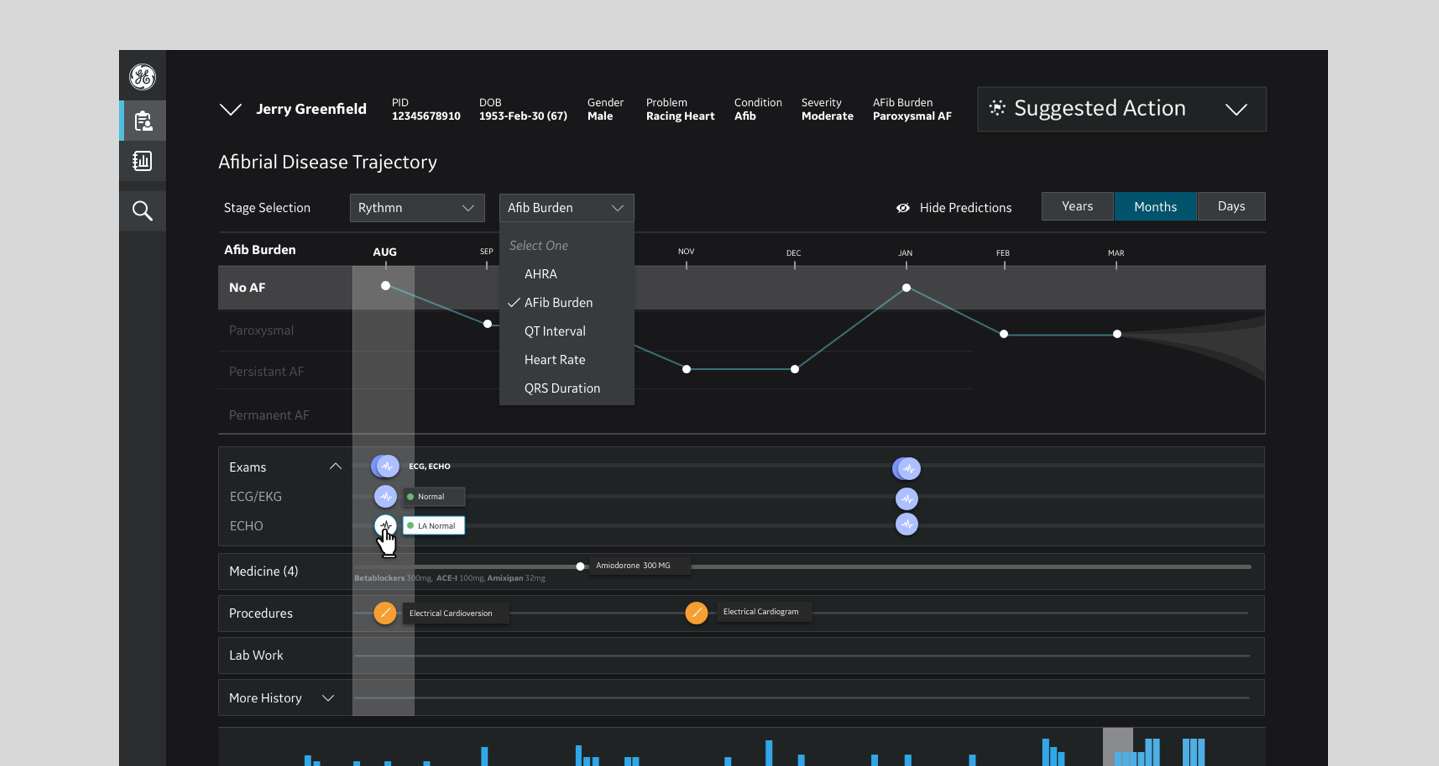 Jerry Greenfield
PID
12345678910
DOB
1953-Feb-30 (67)
Gender
Male
Problem
Racing Heart
Condition
Afib
Severity
Moderate
AFib Burden
Paroxysmal AF
Suggested Action
Afibrial Disease Trajectory
Stage Selection
Rythmn
Afib Burden
Hide Predictions
Years
Months
Days
Select One
AHRA
AFib Burden
QT Interval
Heart Rate
QRS Duration
Afib Burden
AUG
SEP
NOV
DEC
JAN
FEB
MAR
No AF
Paroxysmal
Persistant AF
Permanent AF
Exams
ECG, ECHO
ECG/EKG
Normal
ECHO
LA Normal
Medicine (4)
Amiodorone 300 MG
Betablockers 300mg, ACE-I 100mg, Amixipan 32mg
Procedures
Electrical Cardioversion
Electrical Cardiogram
Lab Work
More History